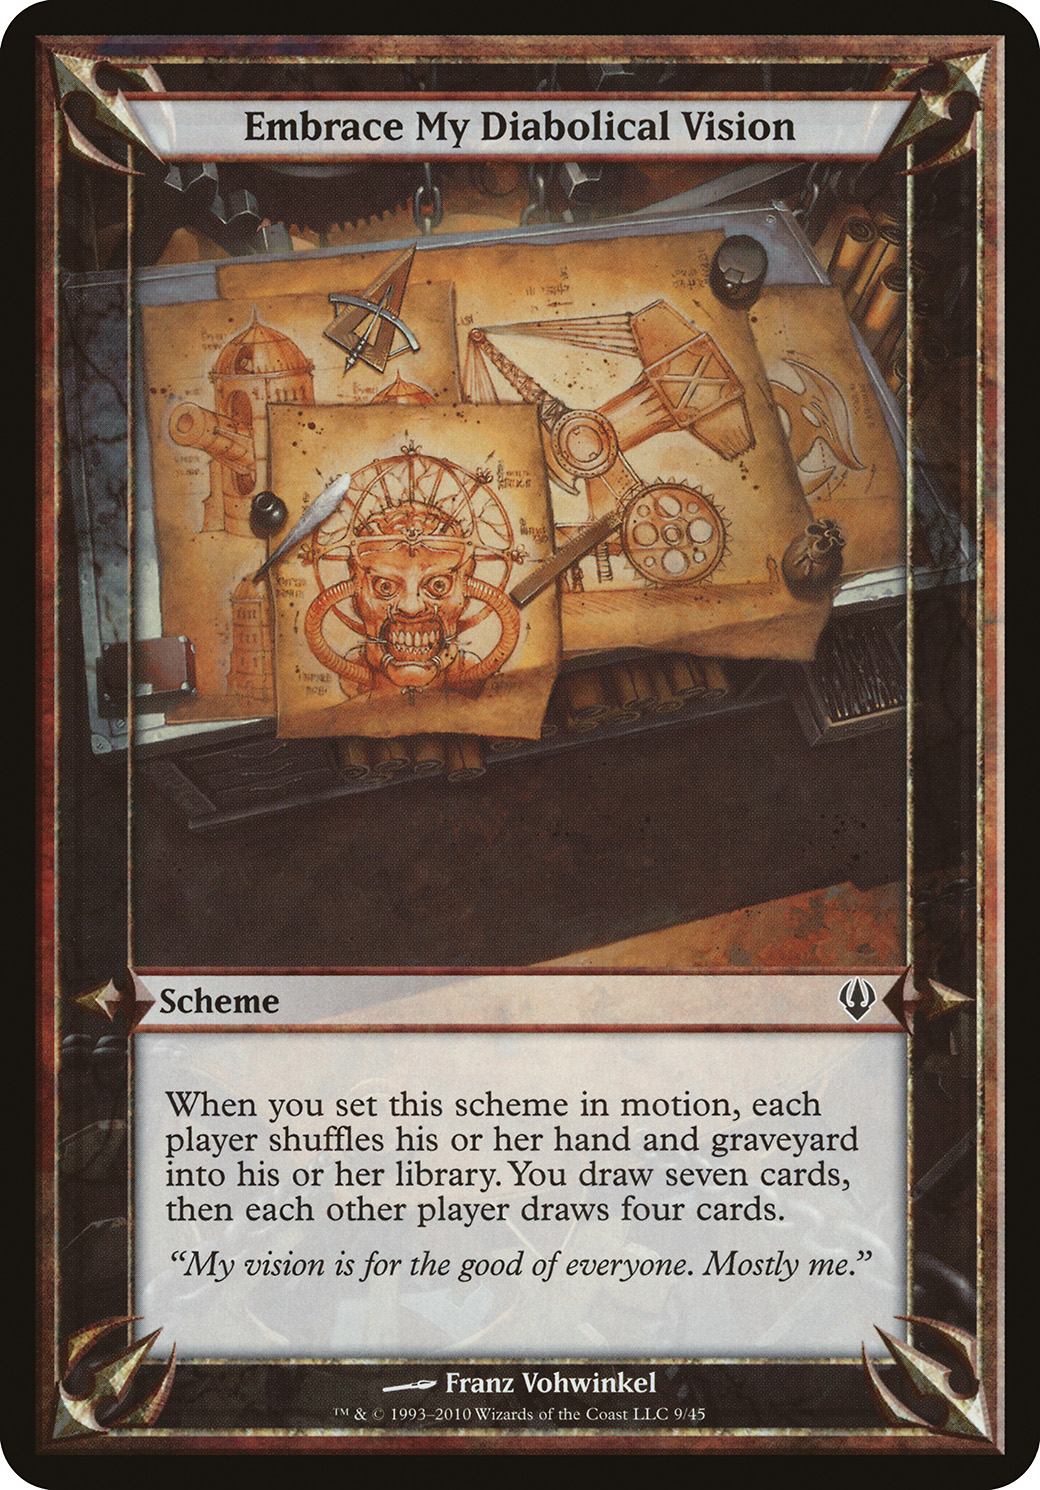 Embrace My Diabolical Vision
Scheme
When you set this scheme in motion, each
player shuffles his or her hand and graveyard
into his or her library. You draw seven cards,
then each other player draws four cards.
“My vision is for the good of everyone. Mostly me.”
Franz Vohwinkel
™ & © 1993–2010 Wizards of the Coast LLC 9/45